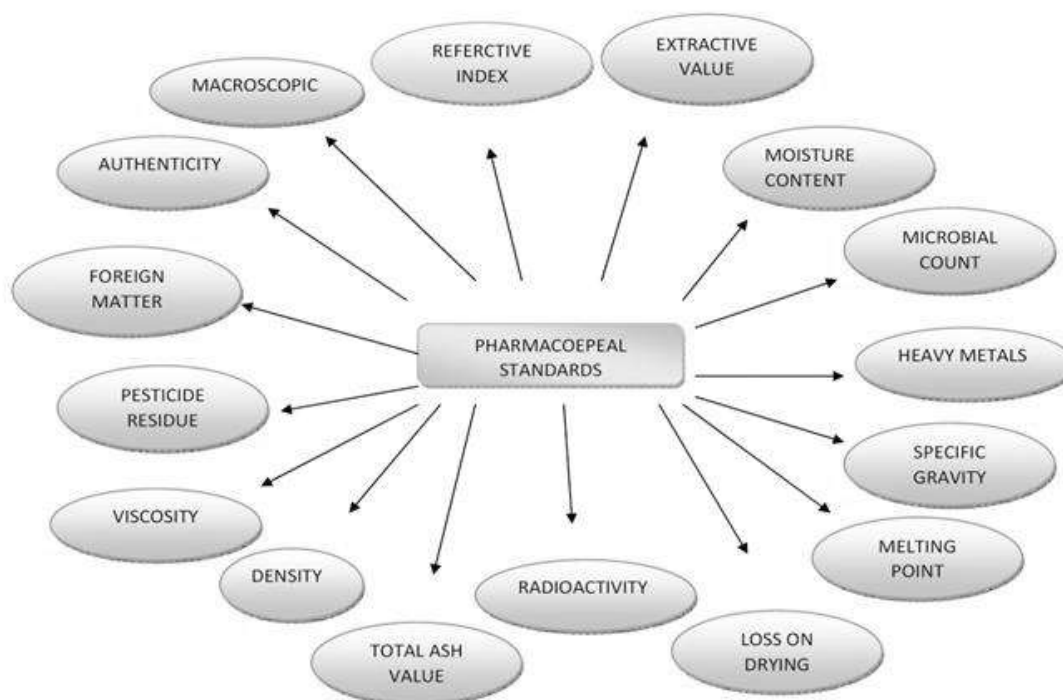 REFERCTIVE
INDEX
EXTRACTIVE
VALUE
MACROSCOPIC
AUTHENTICITY
MOISTURE
CONTENT
MICROBIAL
COUNT
FOREIGN
MATTER
PHARMACOEPEAL
STANDARDS
HEAVY METALS
PESTICIDE
RESIDUE
SPECIFIC
GRAVITY
VISCOSITY
MELTING
POINT
DENSITY
RADIOACTIVITY
TOTAL ASH
VALUE
LOSS ON
DRYING